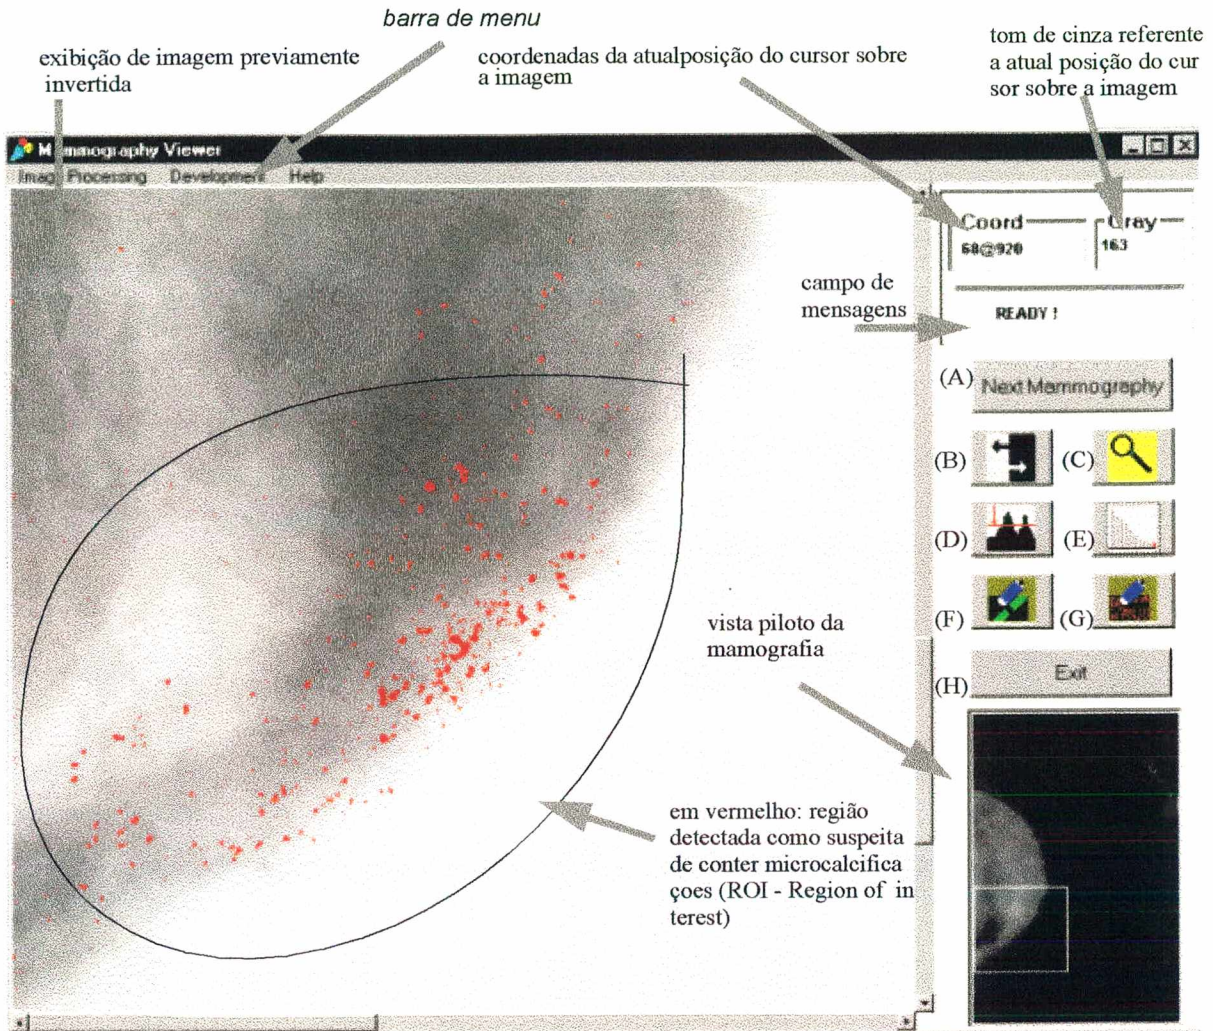 barra de menu
exibição de imagem previamente
invertida
coordenadas da atualposição do cursor sobre
a imagem
tom de cinza referente
a atual posição do cur
sor sobre a imagem
Mammography Viewer
Image Processing Development Help
Coord
68@920
Gray
163
campo de
mensagens
READY !
(A)
Next Mammography
(B)
(C)
(D)
(E)
(F)
(G)
vista piloto da
mamografia
(H)
Exit
em vermelho: região
detectada como suspeita
de conter microcalcifica
çoes (ROI - Region of in
terest)